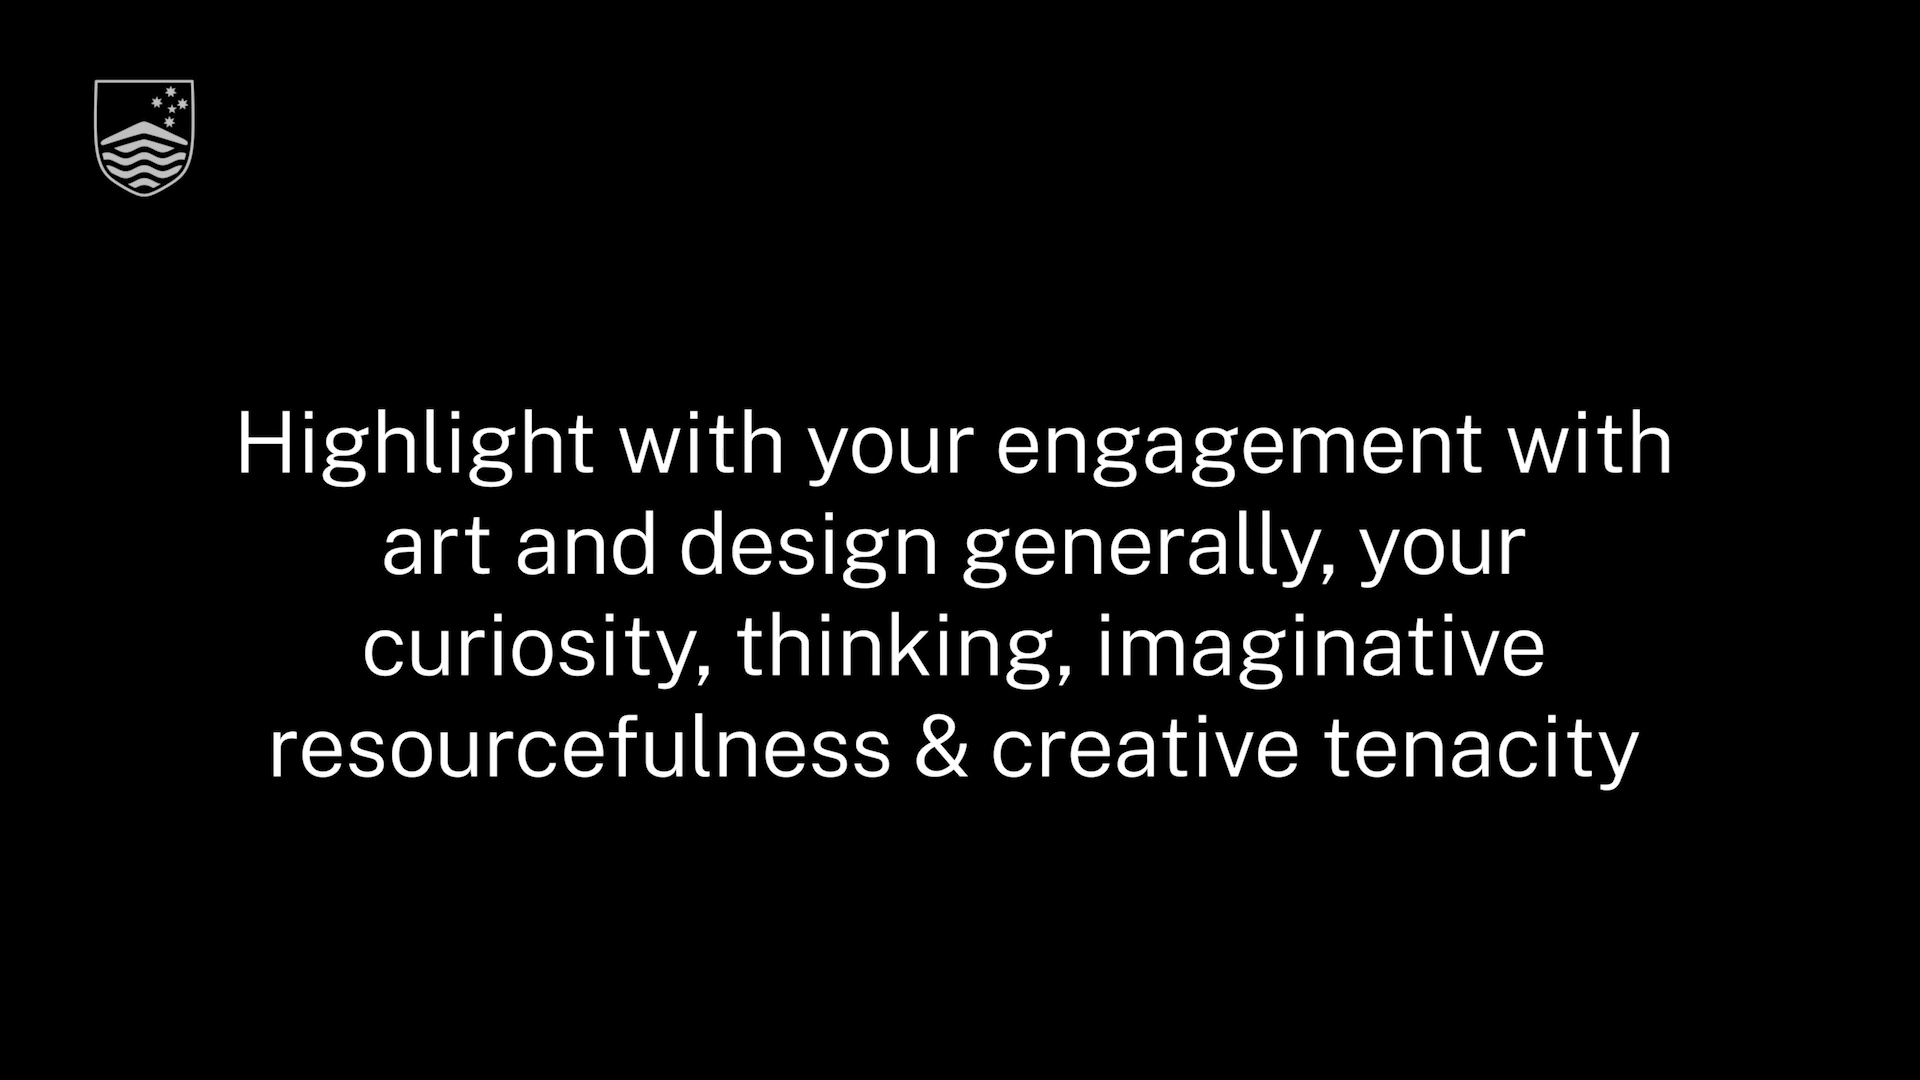 Highlight with your engagement with
art and design generally, your
curiosity, thinking, imaginative
resourcefulness & creative tenacity